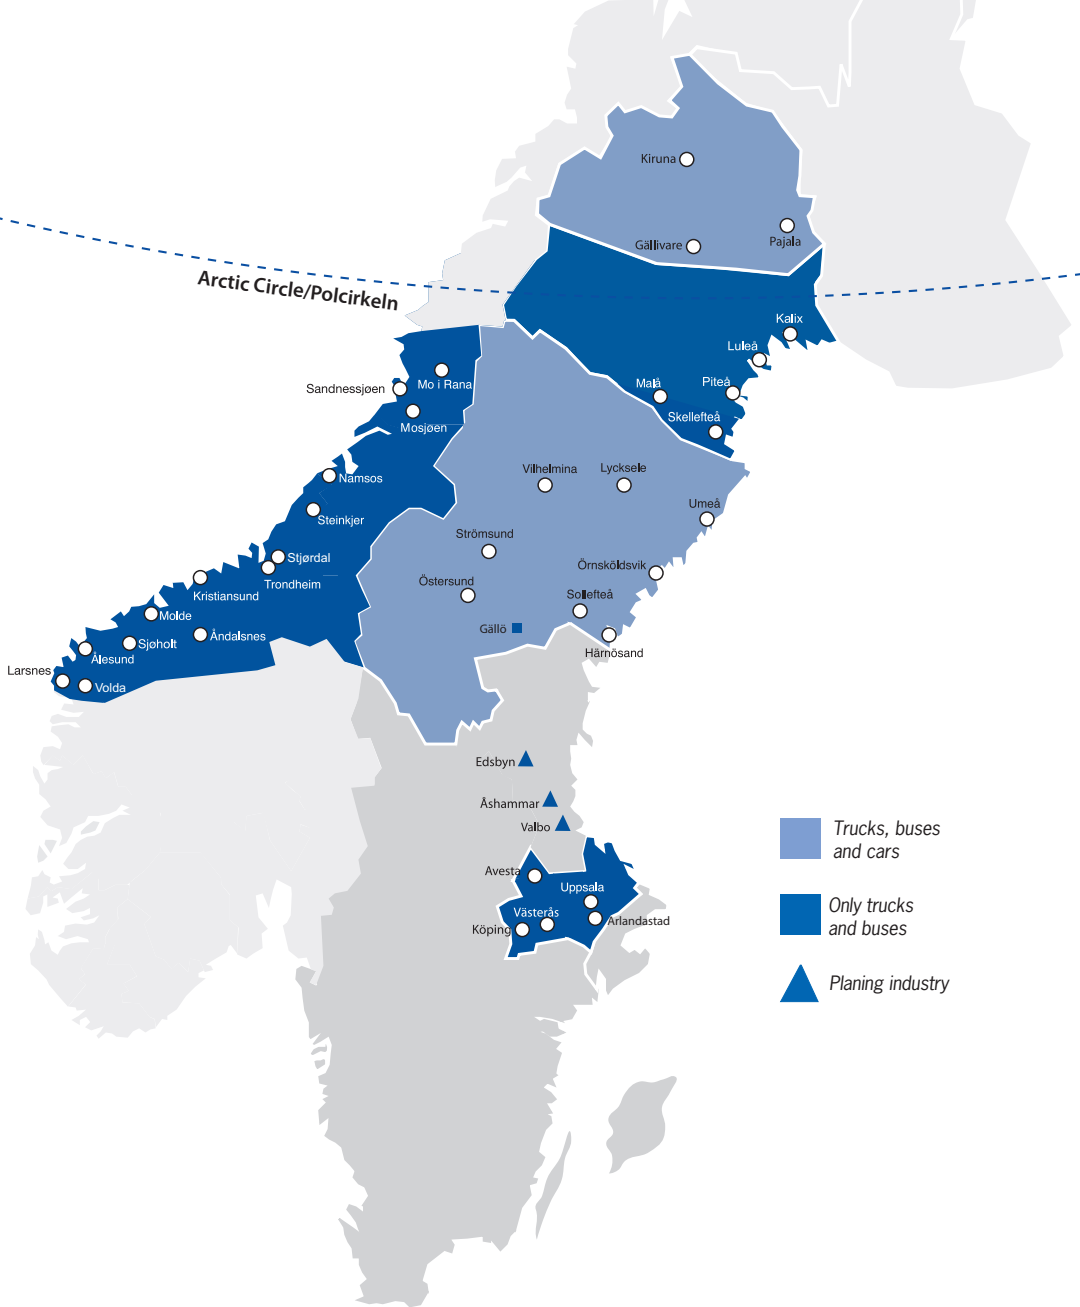 Kiruna
Gällivare
Pajala
Arctic Circle/Polcirkeln
Kalix
Luleå
Piteå
Malå
Skellefteå
Mo i Rana
Sandnessjøen
Mosjøen
Vilhelmina
Lycksele
Namsos
Umeå
Steinkjer
Strömsund
Stjørdal
Örnsköldsvik
Trondheim
Östersund
Kristiansund
Sollefteå
Molde
Gällö
Åndalsnes
Sjøholt
Härnösand
Ålesund
Larsnes
Volda
Edsbyn
Åshammar
Valbo
Avesta
Uppsala
Västerås
Arlandastad
Köping
Trucks, buses
and cars
Only trucks
and buses
Planing industry